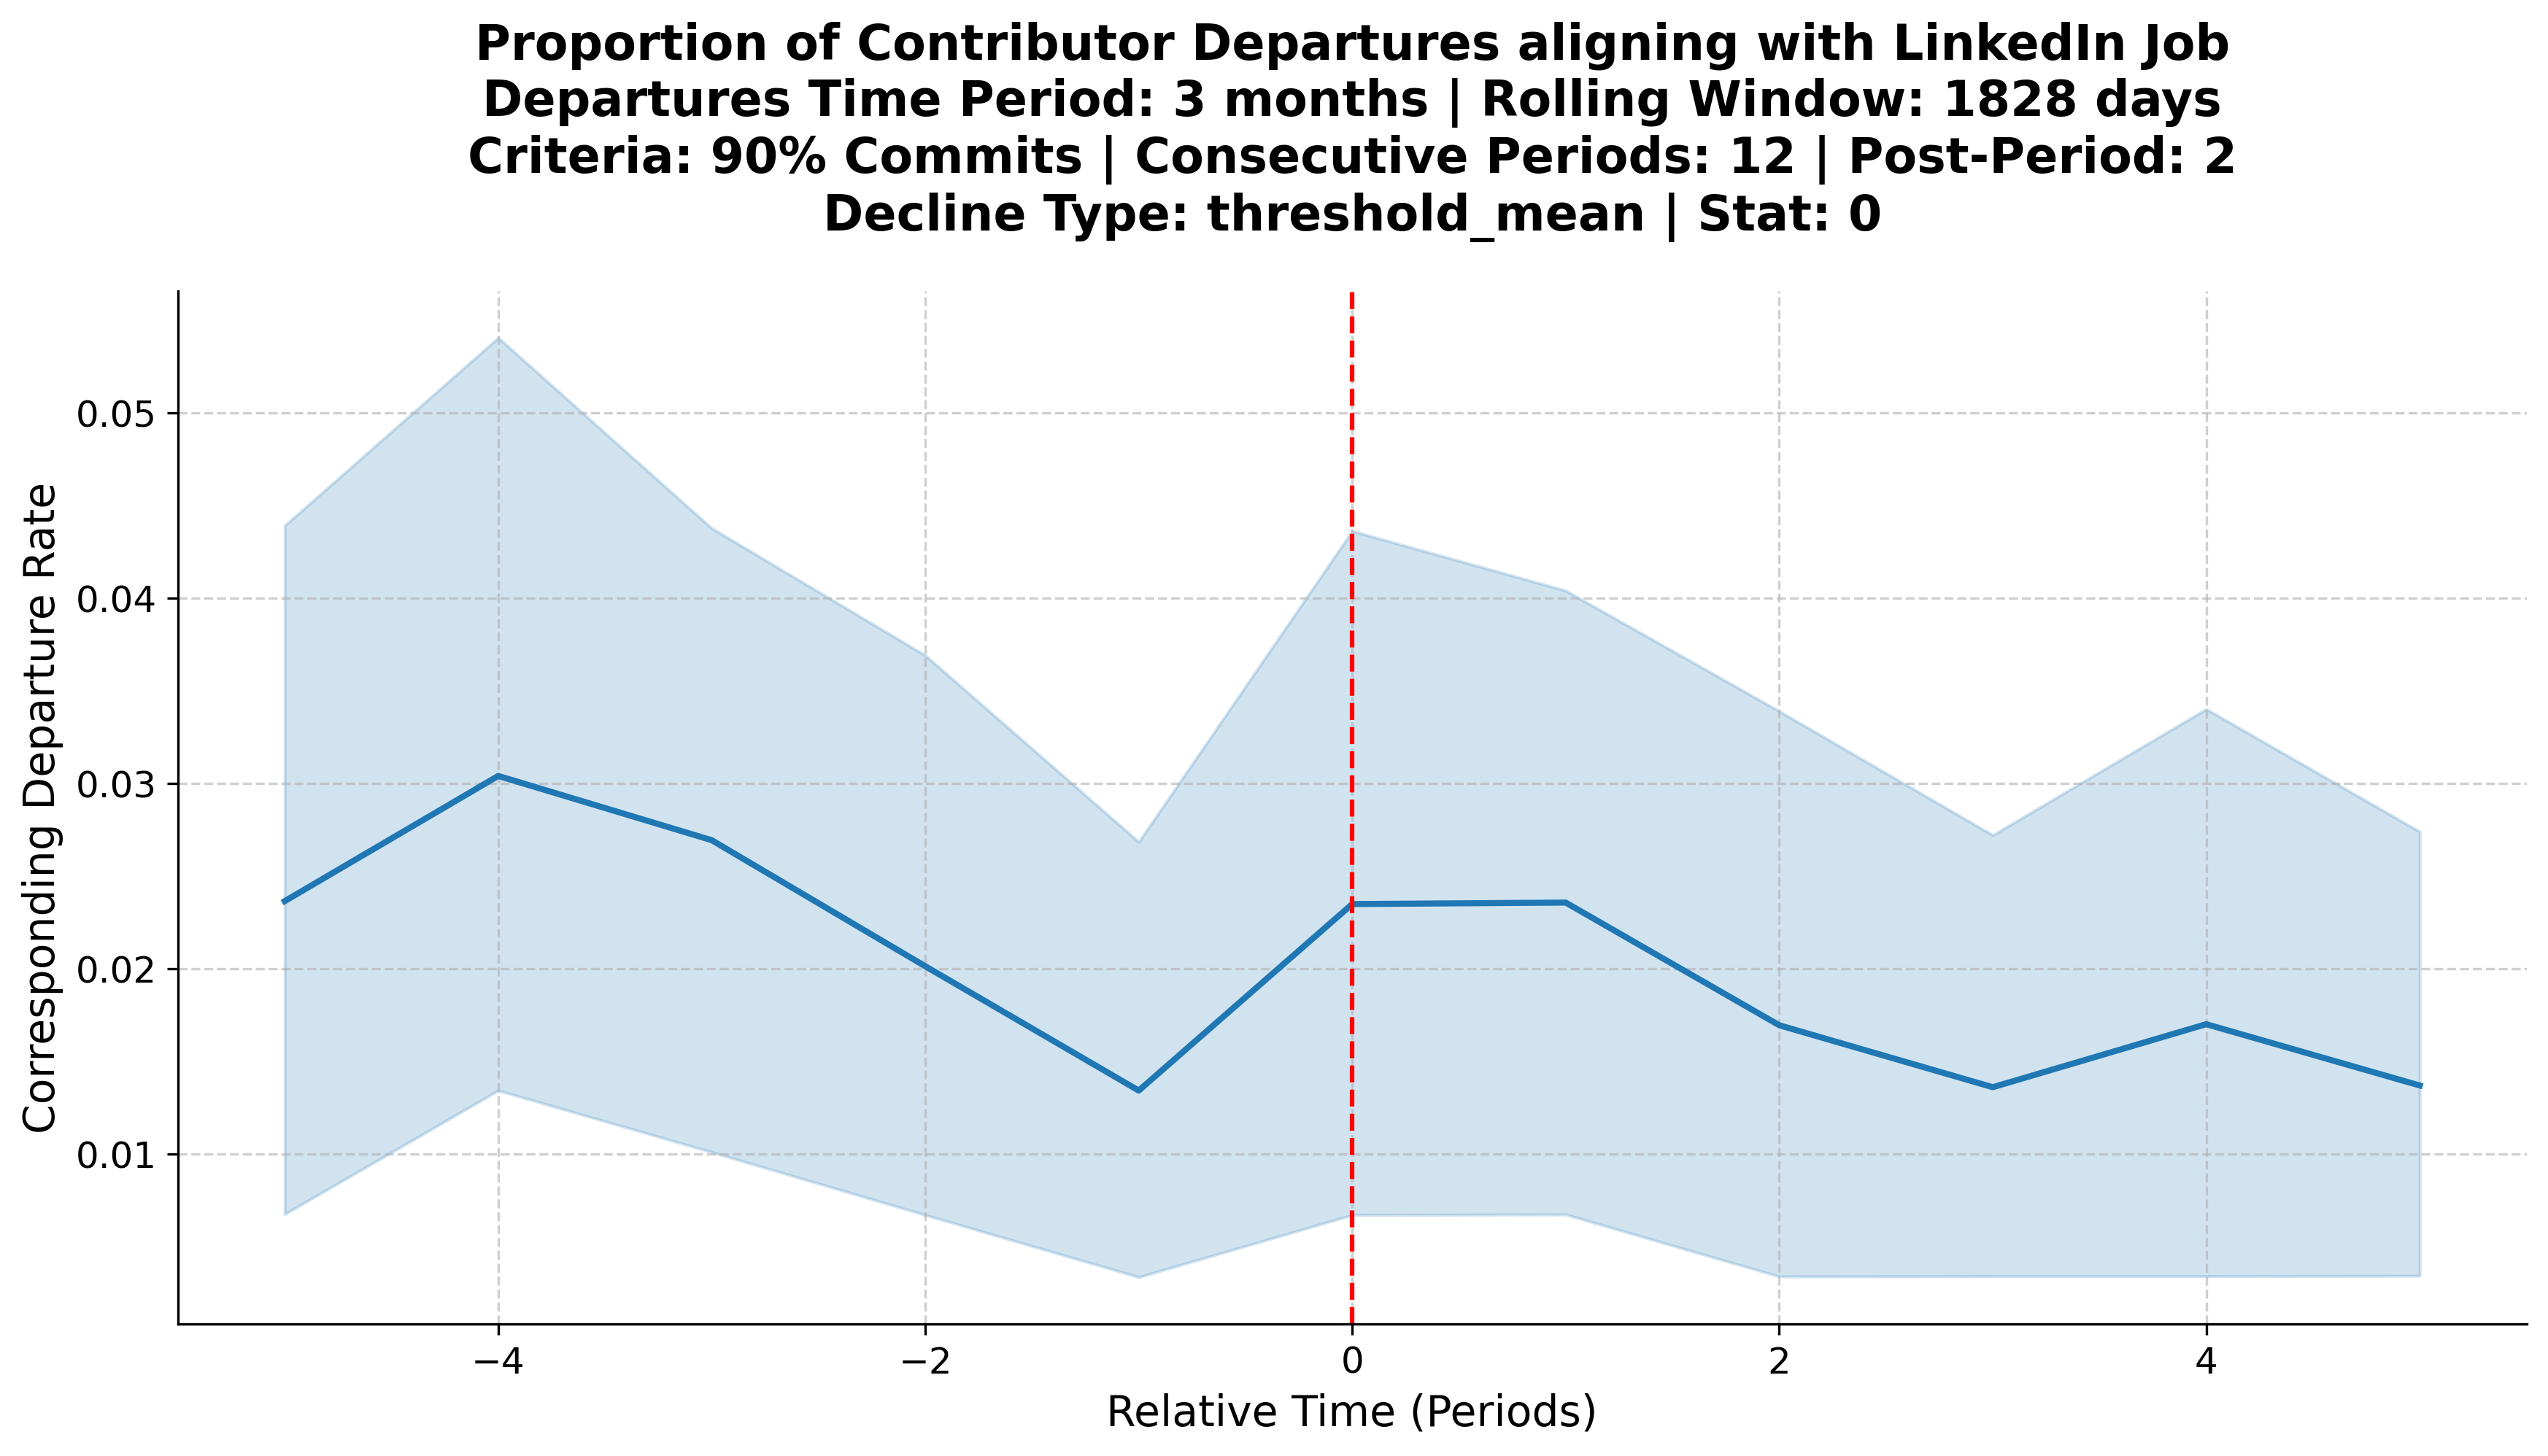 Proportion of Contributor Departures aligning with LinkedIn Job
Departures Time Period: 3 months | Rolling Window: 1828 days
Criteria: 90% Commits | Consecutive Periods: 12 | Post-Period: 2
Decline Type: threshold_mean | Stat: 0
Corresponding Departure Rate
0.05
0.04
0.03
0.02
0.01
−4
−2
0
2
4
Relative Time (Periods)